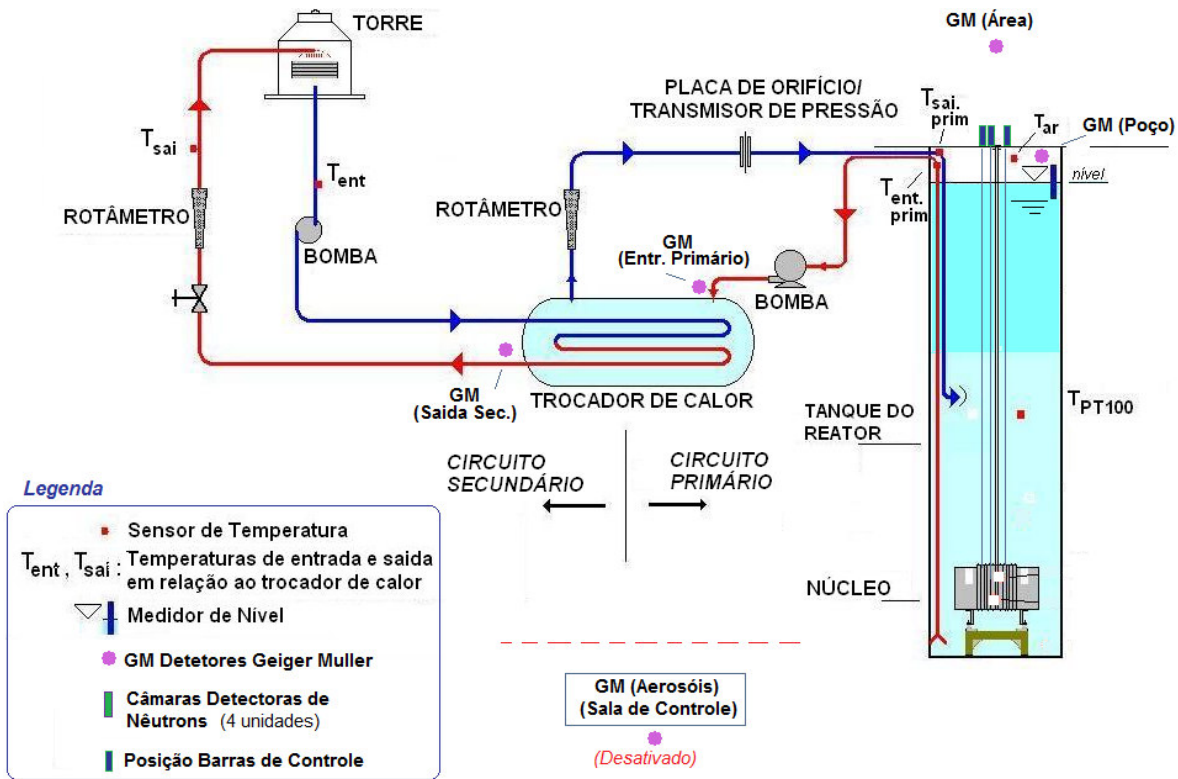 TORRE
GM (Área)
PLACA DE ORIFÍCIO/
TRANSMISOR DE PRESSÃO
Tsai.
prim
Tar
GM (Poço)
nível
Tsai
Tent
Tent.
prim
ROTÂMETRO
BOMBA
ROTÂMETRO
GM
(Entr. Primário)
BOMBA
GM
(Saida Sec.)
TROCADOR DE CALOR
TANQUE DO
REATOR
TPT100
CIRCUITO
SECUNDÁRIO
CIRCUITO
PRIMÁRIO
NÚCLEO
Legenda
Sensor de Temperatura
Tent , Tsaí : Temperaturas de entrada e saida
em relação ao trocador de calor
Medidor de Nível
GM Detetores Geiger Muller
Câmaras Detectoras de
Nêutrons (4 unidades)
Posição Barras de Controle
GM (Aerosóis)
(Sala de Controle)
(Desativado)